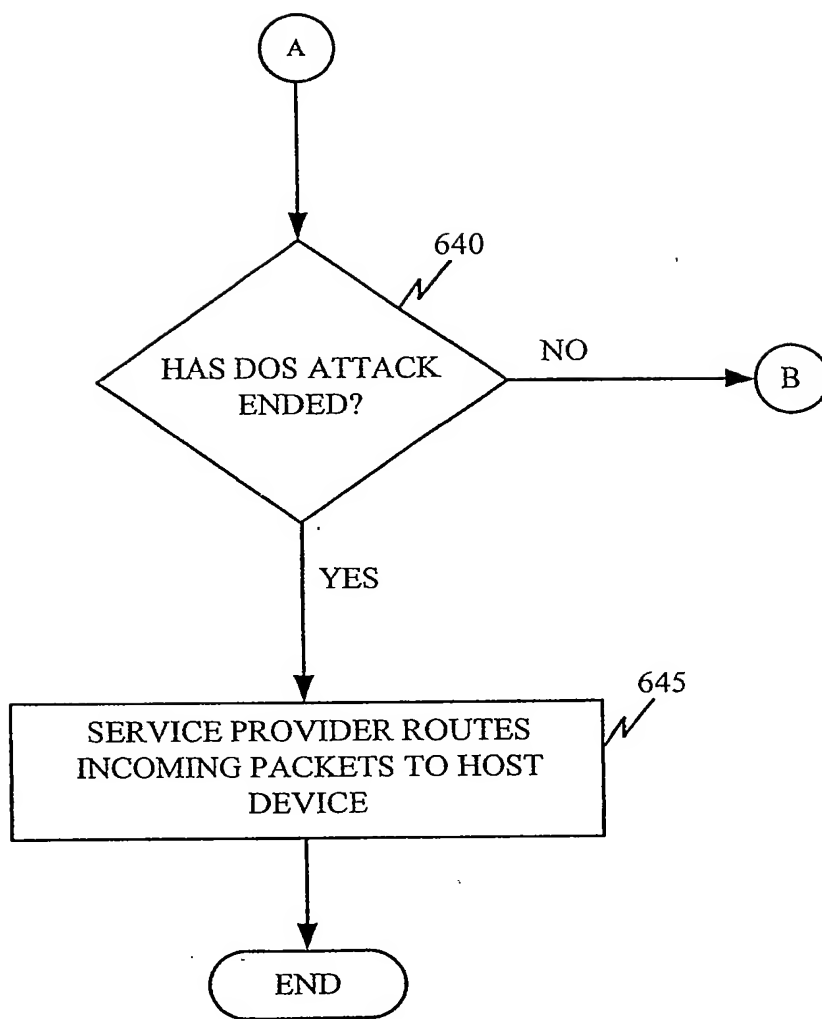 A
640
HAS DOS ATTACK
ENDED?
NO
B
YES
645
SERVICE PROVIDER ROUTES
INCOMING PACKETS TO HOST
DEVICE
END